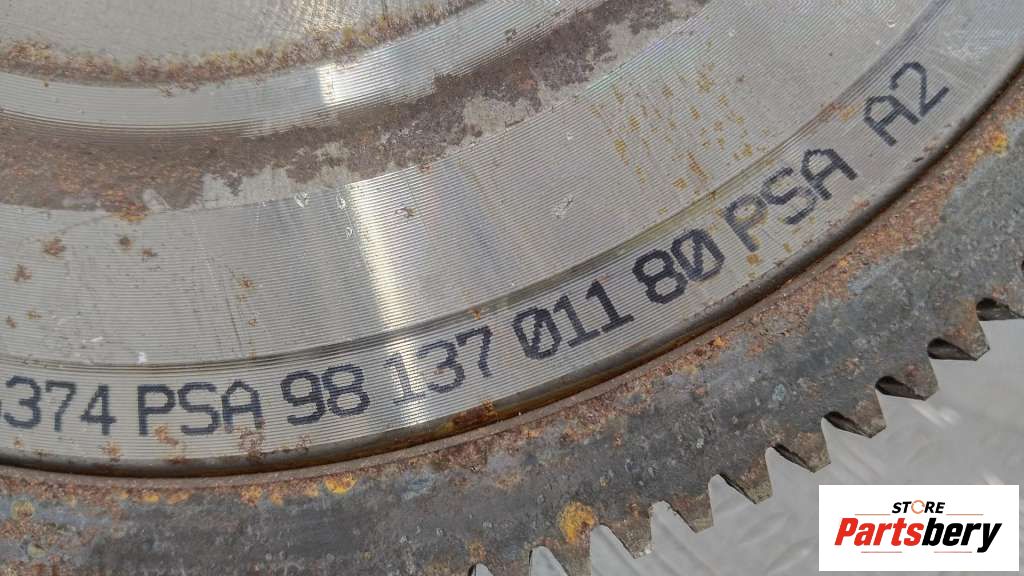 374 PSA 98 137 011 80 PSA A2
STORE
Partsbery